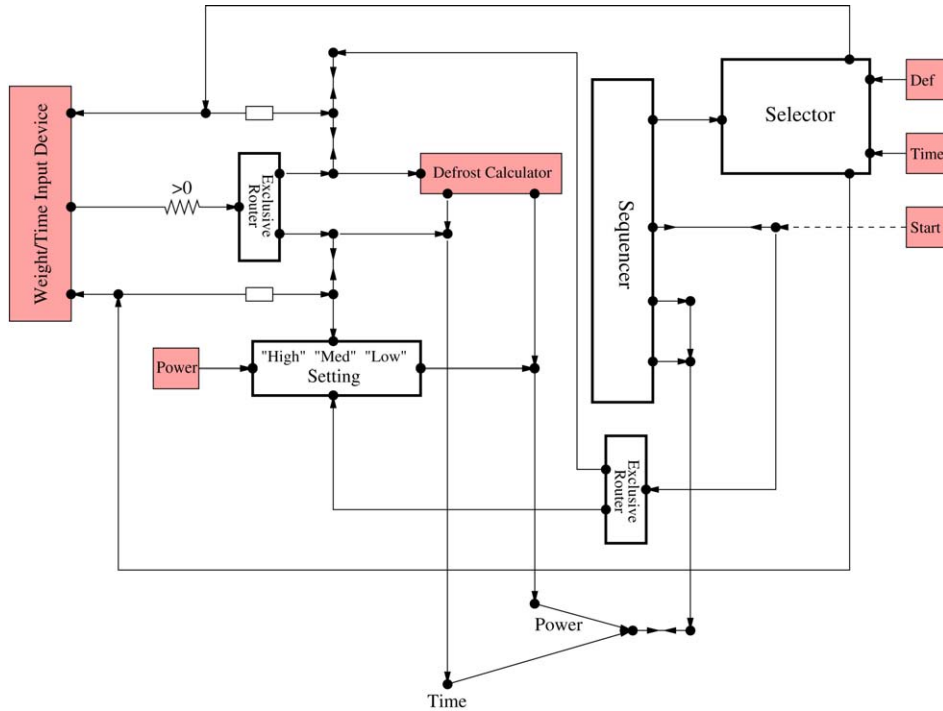 Def
Selector
Time
Weight/Time Input Device
>0
Exclusive
Router
Defrost Calculator
Sequencer
Start
"High" "Med" "Low"
Setting
Power
Exclusive
Router
Power
Time